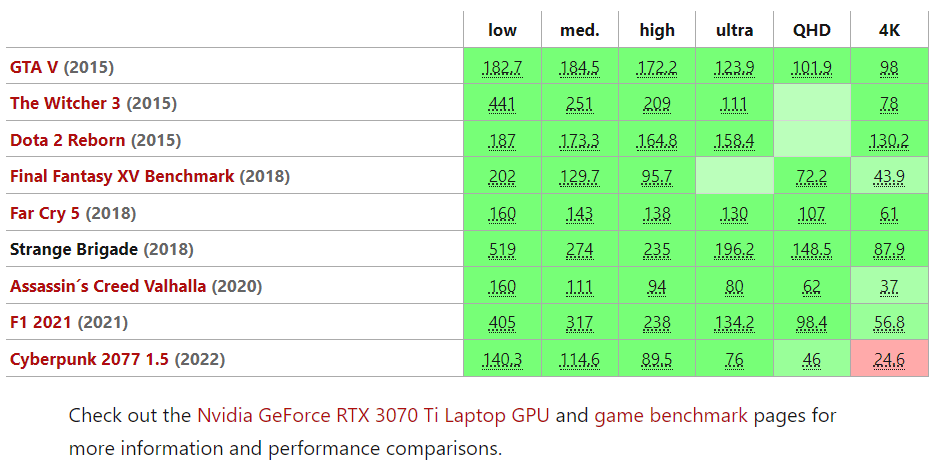 low med. high ultra QHD 4K
GTA V (2015) 182.7 184.5 172.2 123.9 101.9 98
The Witcher 3 (2015) 441 251 209 111 78
Dota 2 Reborn (2015) 187 173.3 164.8 158.4 130.2
Final Fantasy XV Benchmark (2018) 202 129.7 95.7 72.2 43.9
Far Cry 5 (2018) 160 143 138 130 107 61
Strange Brigade (2018) 519 274 235 196.2 148.5 87.9
Assassin´s Creed Valhalla (2020) 160 111 94 80 62 37
F1 2021 (2021) 405 317 238 134.2 98.4 56.8
Cyberpunk 2077 1.5 (2022) 140.3 114.6 89.5 76 46 24.6
Check out the Nvidia GeForce RTX 3070 Ti Laptop GPU and game benchmark pages for
more information and performance comparisons.